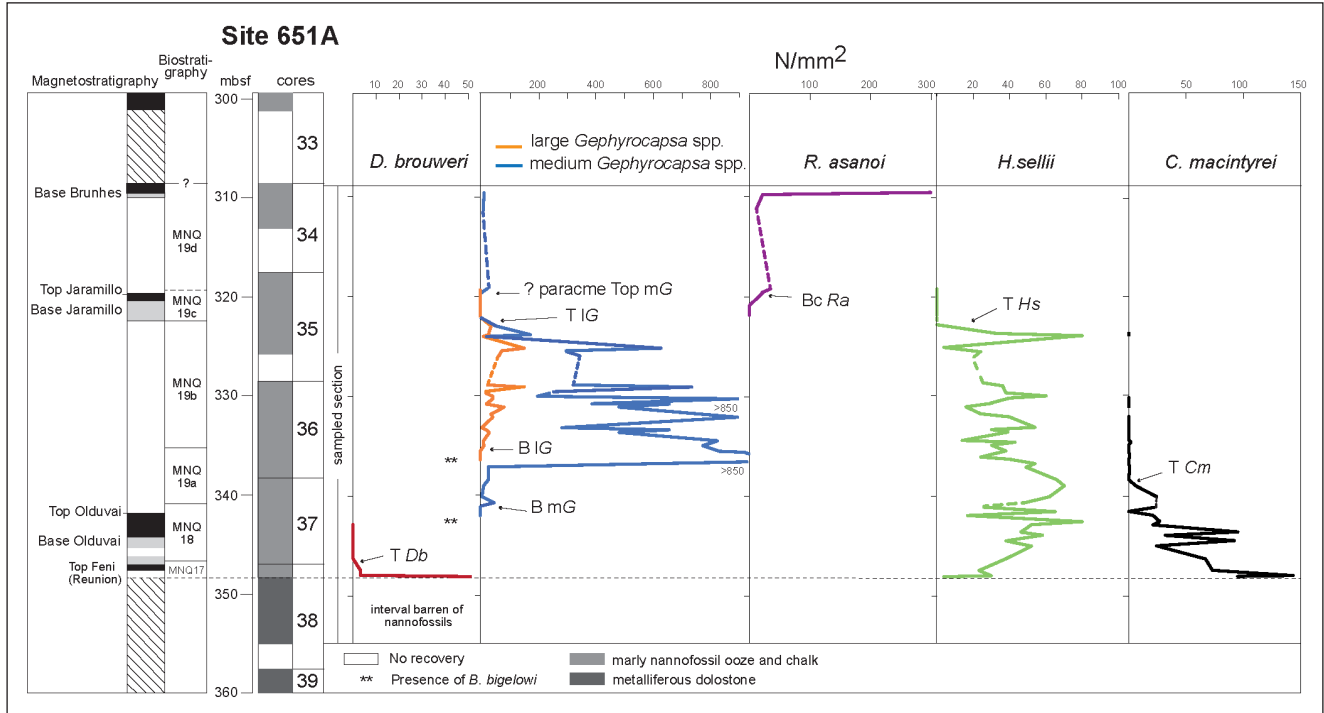 Site 651A
N/mm2
Magnetostratigraphy
Biostrati-
graphy
mbsf
cores
10 20 30 40 50
200 400 600 800
100 200 300
20 40 60 80 100
50 100 150
300
310
320
330
340
350
360
33
34
35
36
37
38
39
D. brouweri
large Gephyrocapsa spp.
medium Gephyrocapsa spp.
R. asanoi
H.sellii
C. macintyrei
?
Base Brunhes
MNQ
19d
Top Jaramillo
Base Jaramillo
MNQ
19c
MNQ
19b
MNQ
19a
Top Olduvai
MNQ
18
Base Olduvai
Top Feni
(Reunion)
MNQ17
sampled section
? paracme Top mG
T lG
>850
B lG
>850
B mG
**
**
T Db
Bc Ra
T Hs
T Cm
interval barren of
nannofossils
No recovery
** Presence of B. bigelowi
marly nannofossil ooze and chalk
metalliferous dolostone